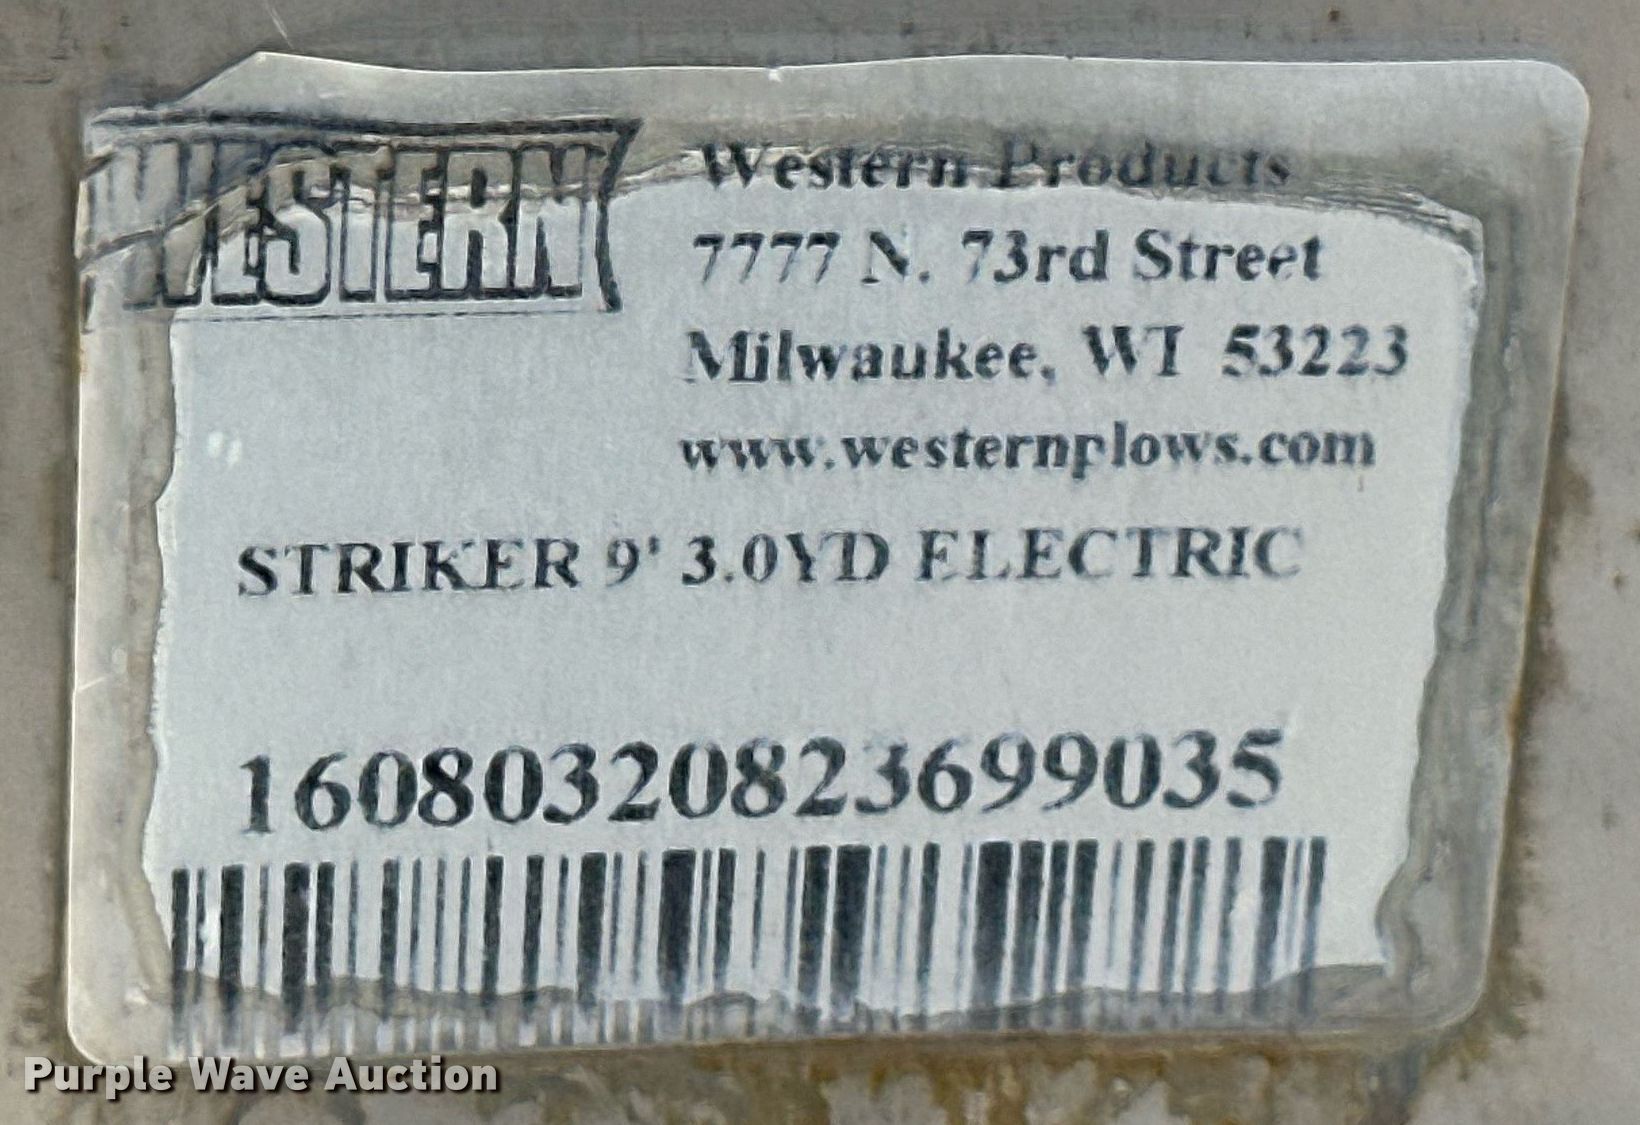 WESTERN
Western Products
7777 N. 73rd Street
Milwaukee, WI 53223
www.westernplows.com
STRIKER 9' 3.0YD ELECTRIC
16080320823699035
Purple Wave Auction